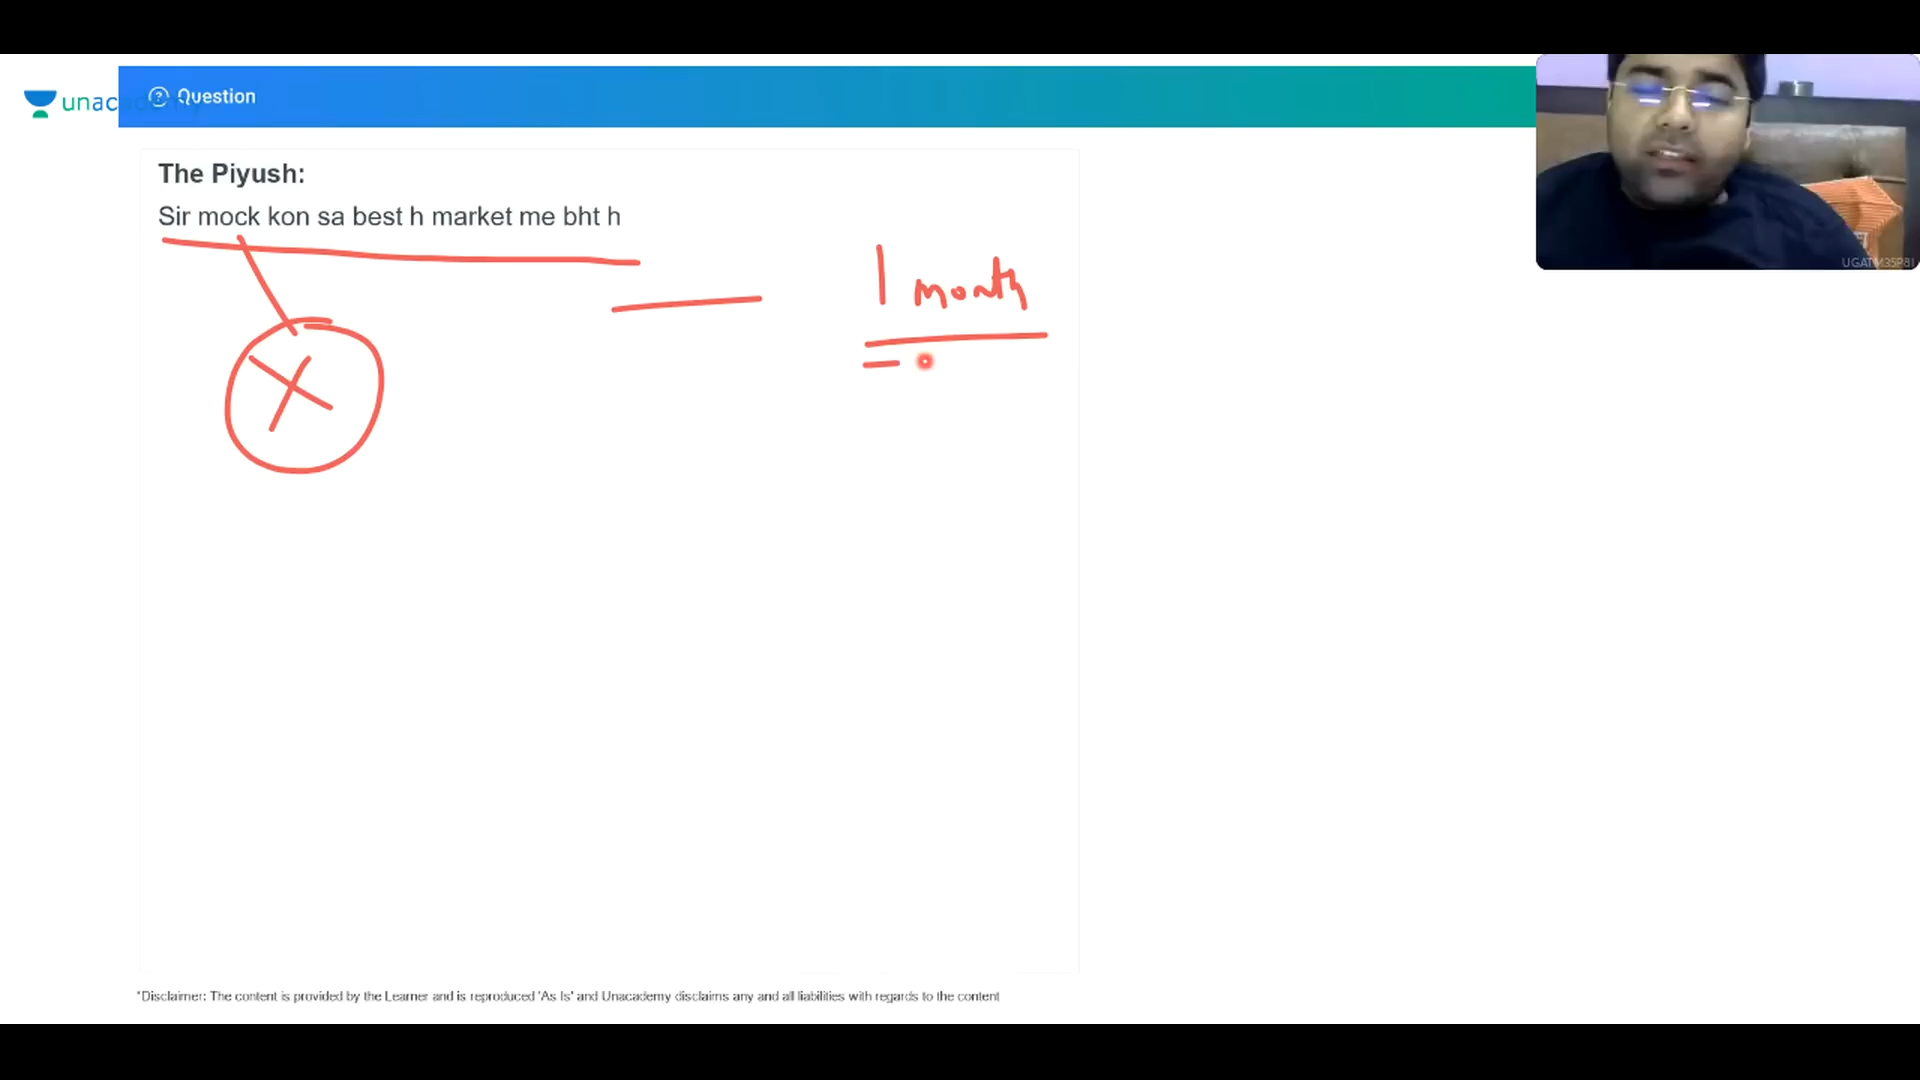 unacademy
? Question
The Piyush:
Sir mock kon sa best h market me bht h
1 month
*Disclaimer: The content is provided by the Learner and is reproduced 'As Is' and Unacademy disclaims any and all liabilities with regards to the content